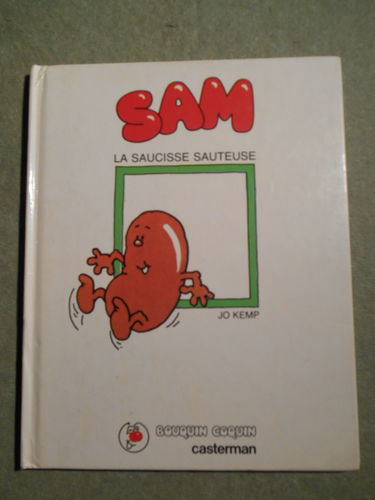 SAM
LA SAUCISSE SAUTEUSE
JO KEMP
BOUQUIN COQUIN
casterman